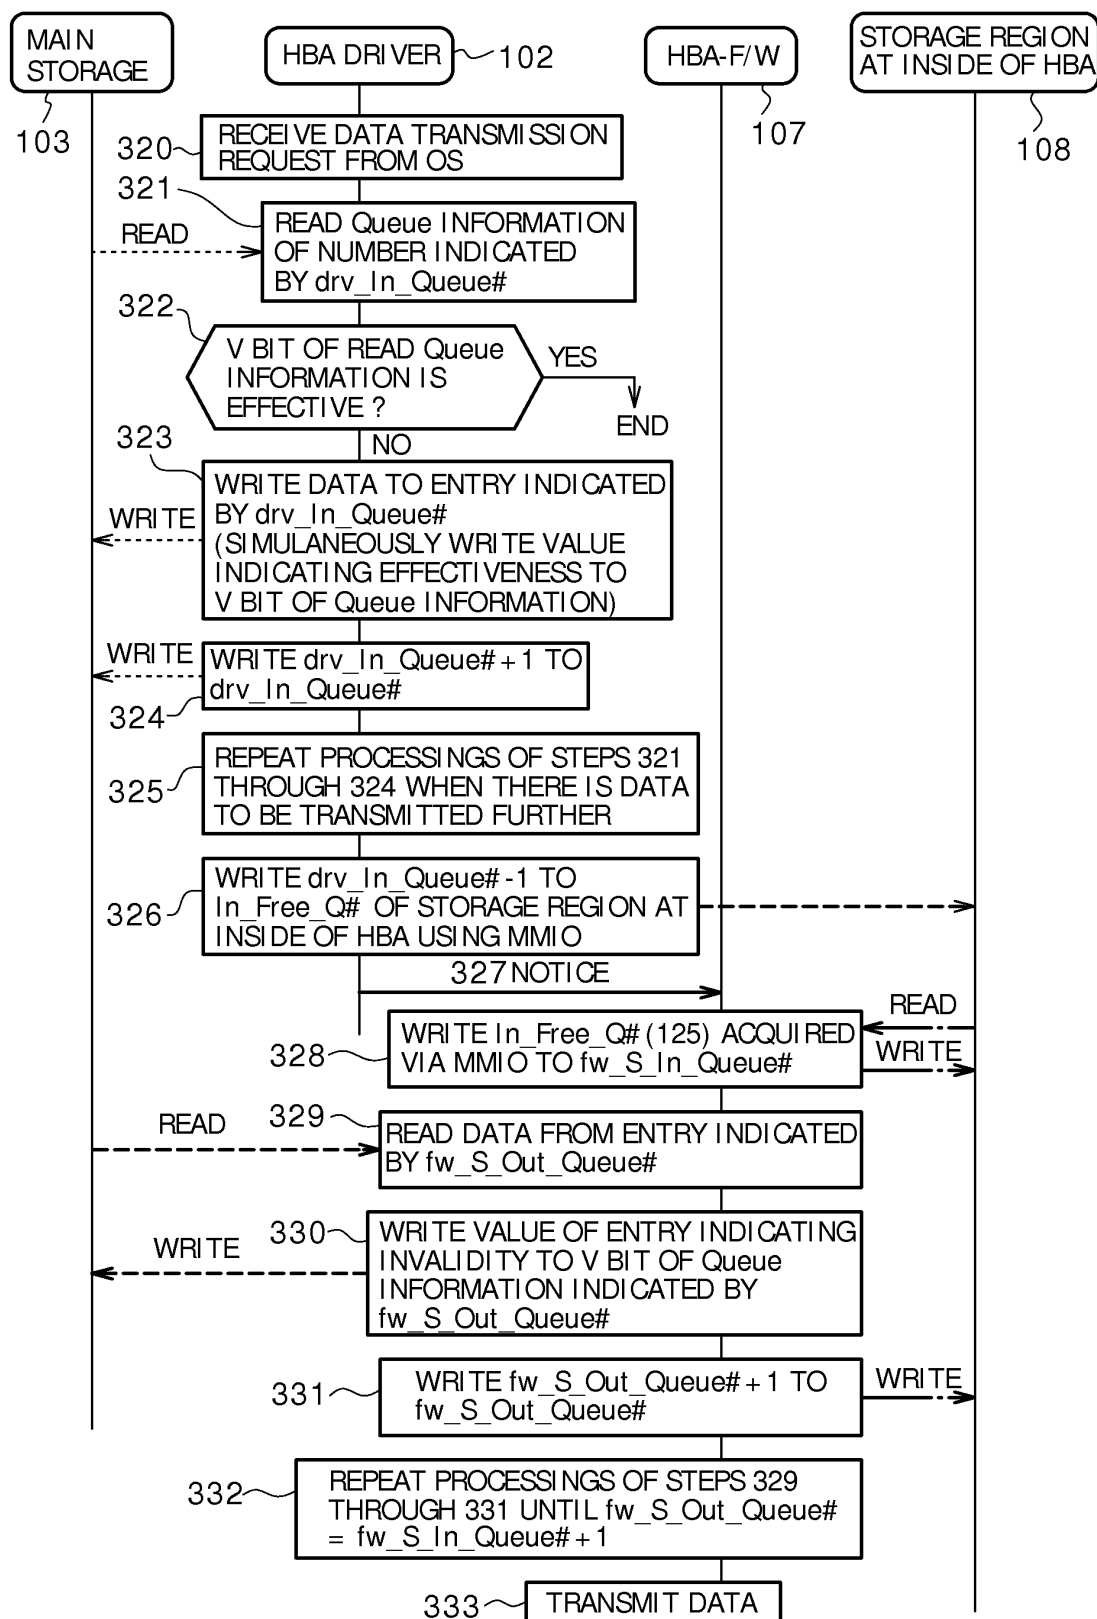 MAIN
STORAGE
103
HBA DRIVER
102
HBA-F/W
107
STORAGE REGION
AT INSIDE OF HBA
108
320
RECEIVE DATA TRANSMISSION
REQUEST FROM OS
321
READ
READ Queue INFORMATION
OF NUMBER INDICATED
BY drv_In_Queue#
322
V BIT OF READ Queue
INFORMATION IS
EFFECTIVE ?
YES
END
NO
323
WRITE
WRITE DATA TO ENTRY INDICATED
BY drv_In_Queue#
(SIMULANEOUSLY WRITE VALUE
INDICATING EFFECTIVENESS TO
V BIT OF Queue INFORMATION)
WRITE
WRITE drv_In_Queue# + 1 TO
drv_In_Queue#
324
325
REPEAT PROCESSINGS OF STEPS 321
THROUGH 324 WHEN THERE IS DATA
TO BE TRANSMITTED FURTHER
326
WRITE drv_In_Queue# -1 TO
In_Free_Q# OF STORAGE REGION AT
INSIDE OF HBA USING MMIO
327 NOTICE
READ
328
WRITE In_Free_Q# (125) ACQUIRED
VIA MMIO TO fw_S_In_Queue#
WRITE
329
READ
READ DATA FROM ENTRY INDICATED
BY fw_S_Out_Queue#
330
WRITE
WRITE VALUE OF ENTRY INDICATING
INVALIDITY TO V BIT OF Queue
INFORMATION INDICATED BY
fw_S_Out_Queue#
331
WRITE fw_S_Out_Queue# + 1 TO
fw_S_Out_Queue#
WRITE
332
REPEAT PROCESSINGS OF STEPS 329
THROUGH 331 UNTIL fw_S_Out_Queue#
= fw_S_In_Queue# + 1
333
TRANSMIT DATA